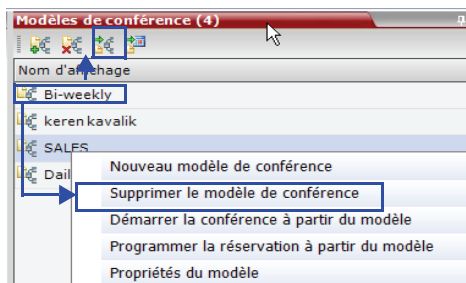 Modèles de conférence (4)
Nom d'affichage
Bi-weekly
keren kavalik
SALES
Dail
Nouveau modèle de conférence
Supprimer le modèle de conférence
Démarrer la conférence à partir du modèle
Programmer la réservation à partir du modèle
Propriétés du modèle